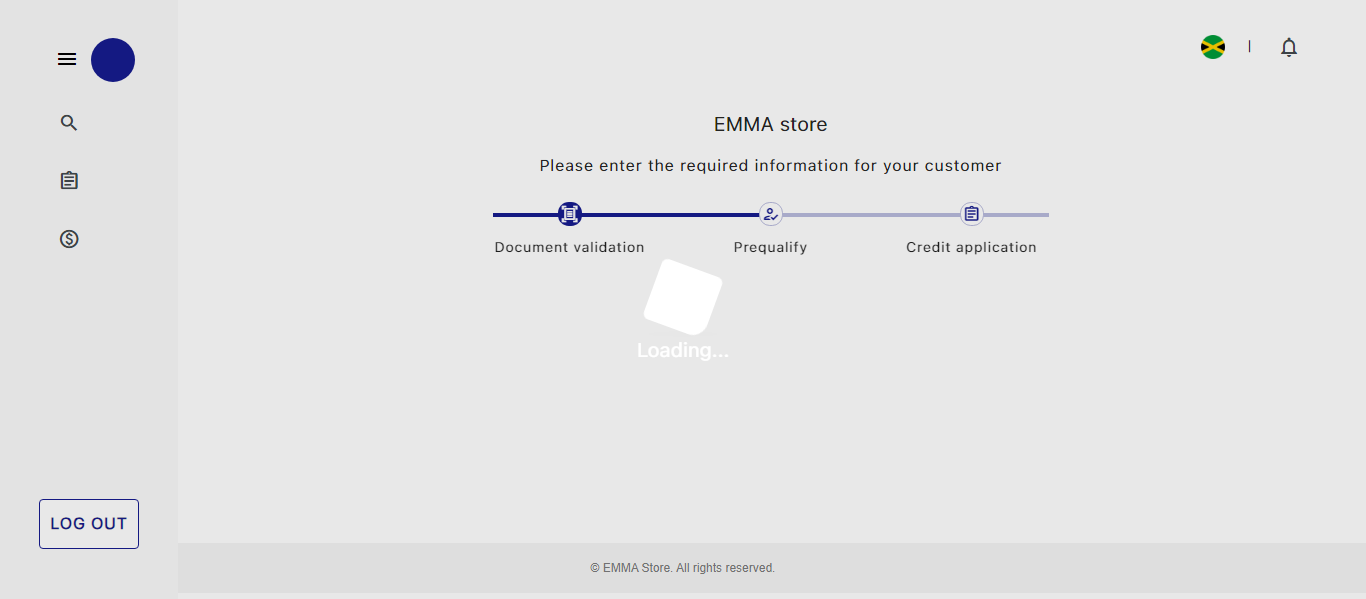 EMMA store
Please enter the required information for your customer
Document validation
Prequalify
Credit application
Loading...
LOG OUT
© EMMA Store. All rights reserved.